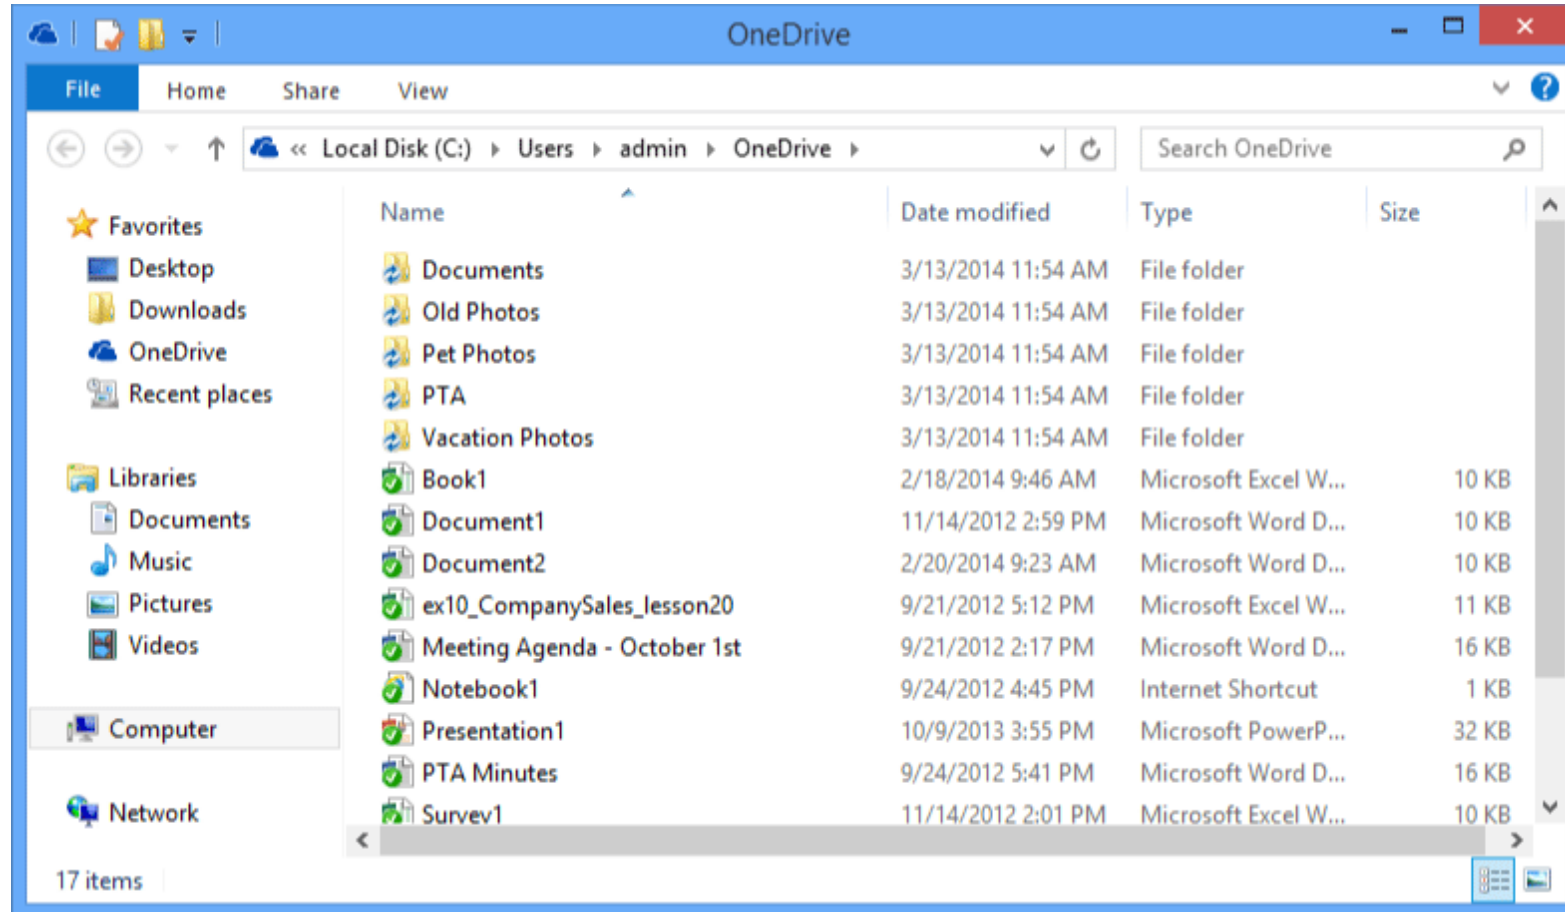 OneDrive
File Home Share View
« Local Disk (C:) Users admin OneDrive Search OneDrive
Name Date modified Type Size
Favorites
Desktop
Downloads
OneDrive
Recent places
Libraries
Documents
Music
Pictures
Videos
Computer
Network
Documents 3/13/2014 11:54 AM File folder
Old Photos 3/13/2014 11:54 AM File folder
Pet Photos 3/13/2014 11:54 AM File folder
PTA 3/13/2014 11:54 AM File folder
Vacation Photos 3/13/2014 11:54 AM File folder
Book1 2/18/2014 9:46 AM Microsoft Excel W... 10 KB
Document1 11/14/2012 2:59 PM Microsoft Word D... 10 KB
Document2 2/20/2014 9:23 AM Microsoft Word D... 10 KB
ex10_CompanySales_lesson20 9/21/2012 5:12 PM Microsoft Excel W... 11 KB
Meeting Agenda - October 1st 9/21/2012 2:17 PM Microsoft Word D... 16 KB
Notebook1 9/24/2012 4:45 PM Internet Shortcut 1 KB
Presentation1 10/9/2013 3:55 PM Microsoft PowerP... 32 KB
PTA Minutes 9/24/2012 5:41 PM Microsoft Word D... 16 KB
Survey1 11/14/2012 2:01 PM Microsoft Excel W... 10 KB
17 items